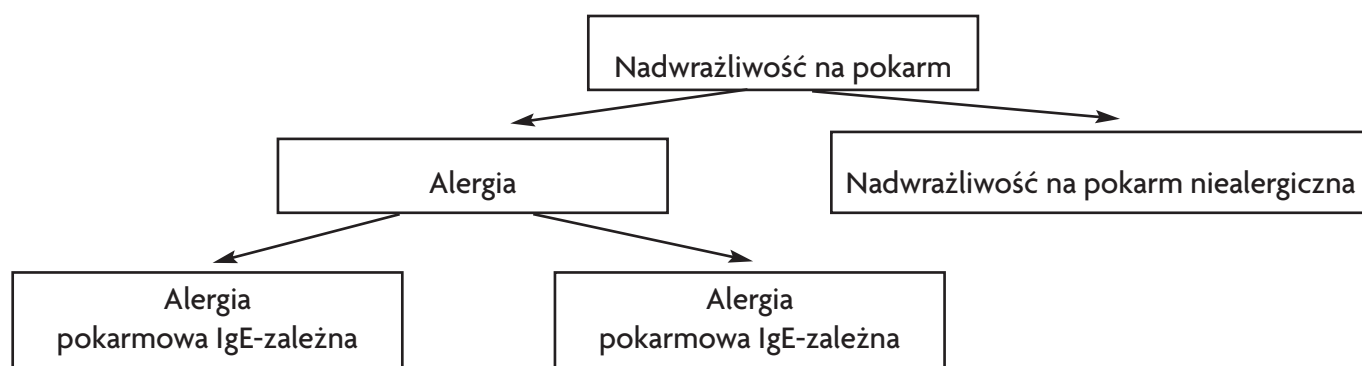 Nadwrażliwość na pokarm
Alergia
Nadwrażliwość na pokarm niealergiczna
Alergia
pokarmowa IgE-zależna
Alergia
pokarmowa IgE-zależna